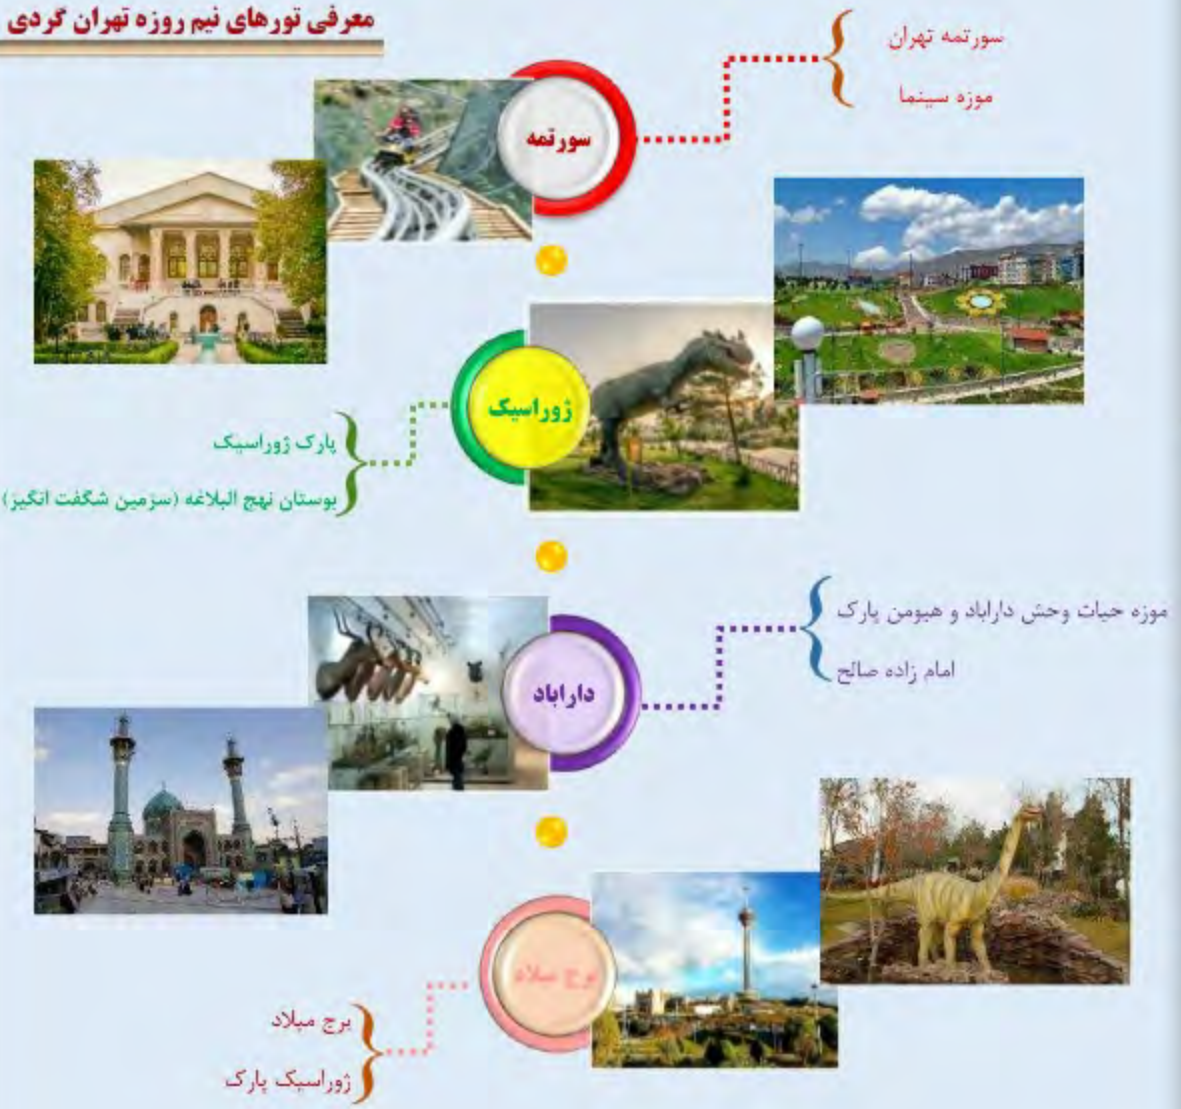 معرفی تورهای نیم روزه تهران گردی
سورتمه تهران
موزه سینما
سورتمه
ژوراسیک
پارک ژوراسیک
بوستان نهج البلاغه (سرمین شگفت انگیز)
موزه حیات وحش داراباد و هیومن پارک
امام زاده صالح
داراباد
برج میلاد
برج میلاد
ژوراسیک پارک